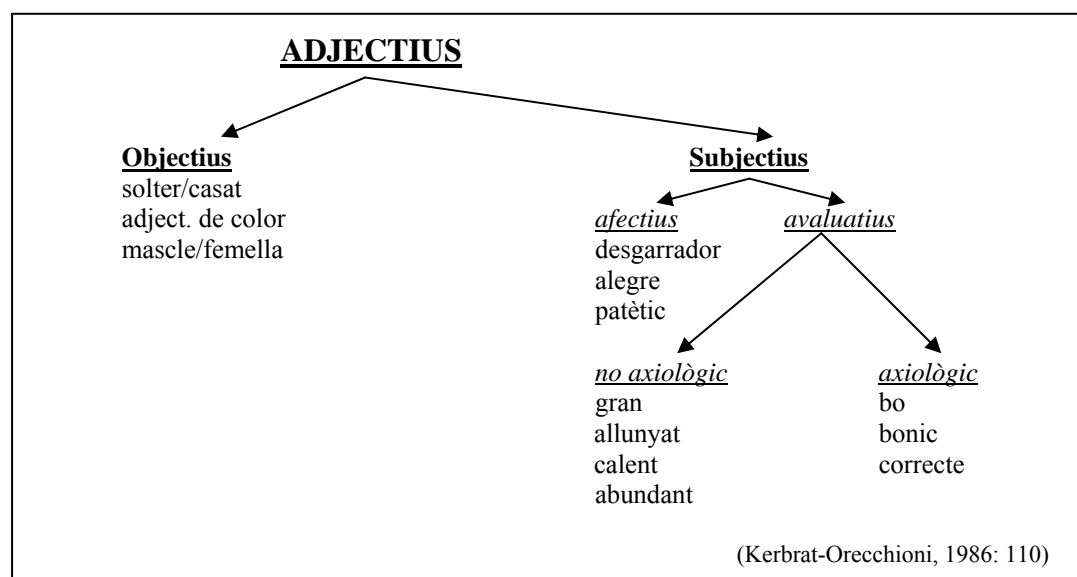 ADJECTIUS
Objectius
solter/casat
adject. de color
mascle/femella
Subjectius
afectius
desgarrador
alegre
patètic
avaluatius
no axiològic
gran
allunyat
calent
abundant
axiològic
bo
bonic
correcte
(Kerbrat-Orecchioni, 1986: 110)